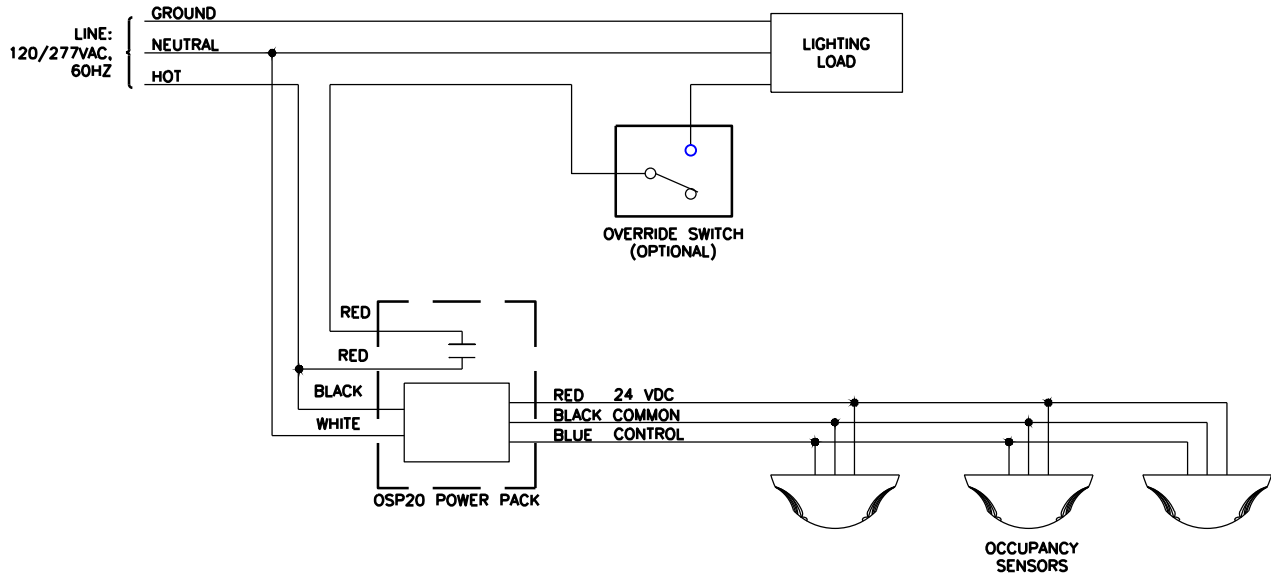 GROUND
LINE:
120/277VAC,
60HZ
NEUTRAL
HOT
LIGHTING
LOAD
OVERRIDE SWITCH
(OPTIONAL)
RED
RED
BLACK
WHITE
RED 24 VDC
BLACK COMMON
BLUE CONTROL
OSP20 POWER PACK
OCCUPANCY
SENSORS